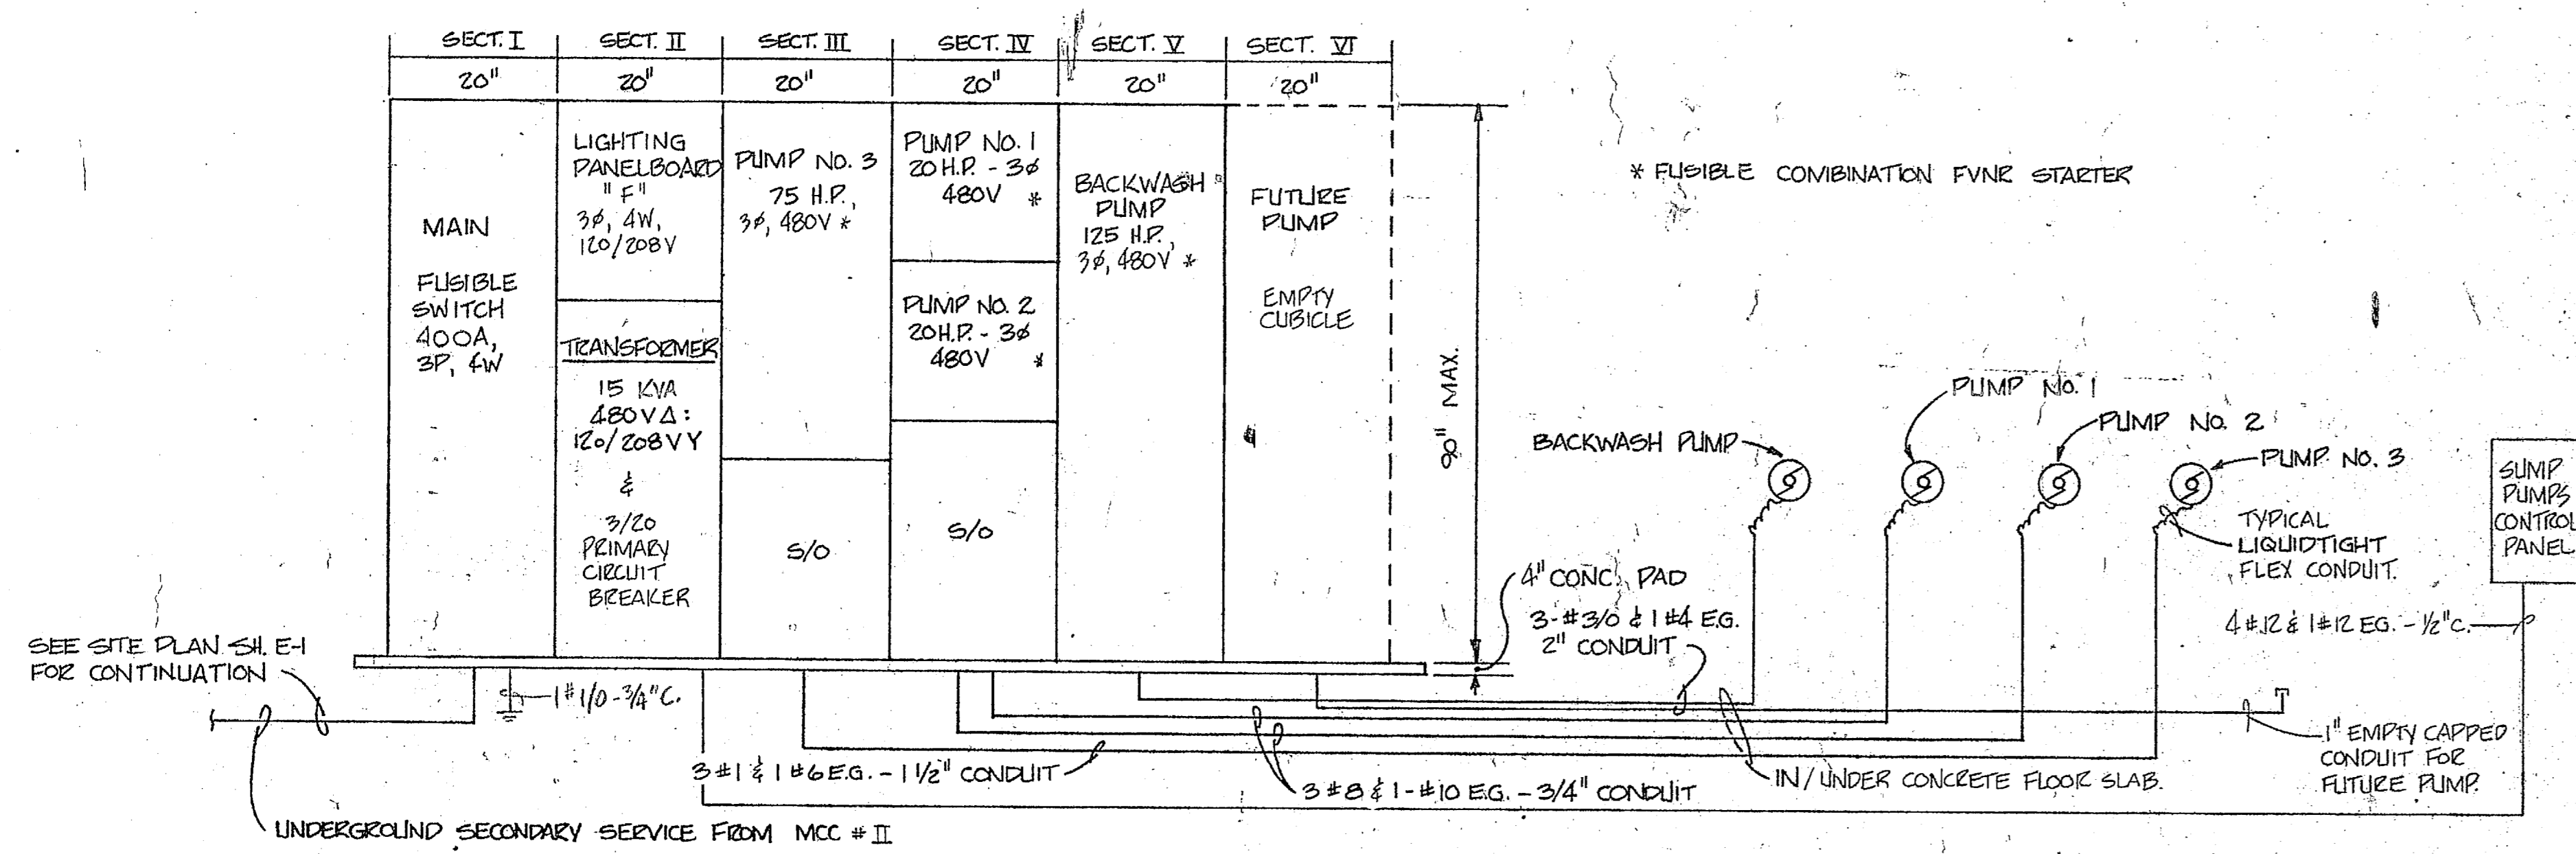 SECT. I
SECT. II
SECT. III
SECT. IV
SECT. V
SECT. VI
20"
20"
20"
20"
20"
20"
MAIN
FUSIBLE
SWITCH
400A,
3P, 4W
LIGHTING
PANELBOARD
"F"
3ø, 4W,
120/208V
TRANSFORMER
15 KVA
480V Δ:
120/208V Y
&
3/20
PRIMARY
CIRCUIT
BREAKER
PUMP NO. 3
75 H.P.,
3ø, 480V *
S/O
PUMP NO. 1
20 H.P. - 3ø
480V *
PUMP NO. 2
20 H.P. - 3ø
480V *
S/O
BACKWASH
PUMP
125 H.P.,
3ø, 480V *
FUTURE
PUMP
EMPTY
CUBICLE
90" MAX.
* FUSIBLE COMBINATION FVNR STARTER
4" CONC. PAD
3-#3/0 & 1 #4 E.G.
2" CONDUIT
BACKWASH PUMP
PUMP NO. 1
PUMP NO. 2
PUMP NO. 3
TYPICAL
LIQUIDTIGHT
FLEX CONDUIT.
SUMP
PUMPS
CONTROL
PANEL
4 #12 & 1 #12 EG. - 1/2"C.
SEE SITE PLAN SH. E-1
FOR CONTINUATION
1 #1/0 - 3/4"C.
3 #1 & 1 #6 E.G. - 1 1/2" CONDUIT
3 #8 & 1-#10 E.G. - 3/4" CONDUIT
IN/UNDER CONCRETE FLOOR SLAB.
1" EMPTY CAPPED
CONDUIT FOR
FUTURE PUMP.
UNDERGROUND SECONDARY SERVICE FROM MCC # II